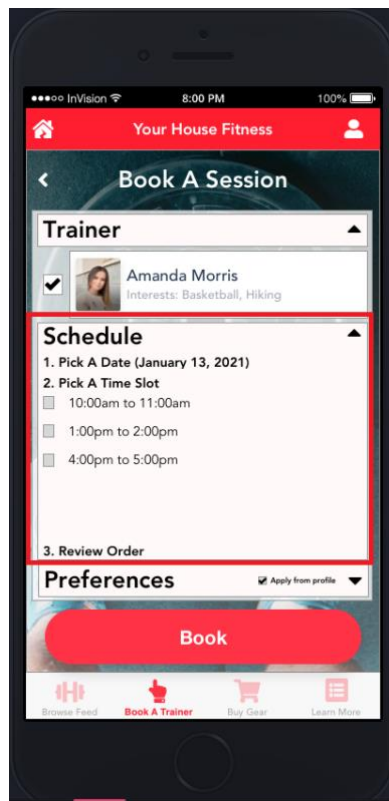 InVision 8:00 PM 100%
Your House Fitness
Book A Session
Trainer
Amanda Morris
Interests: Basketball, Hiking
Schedule
1. Pick A Date (January 13, 2021)
2. Pick A Time Slot
10:00am to 11:00am
1:00pm to 2:00pm
4:00pm to 5:00pm
3. Review Order
Preferences Apply from profile
Book
Browse Feed Book A Trainer Buy Gear Learn More